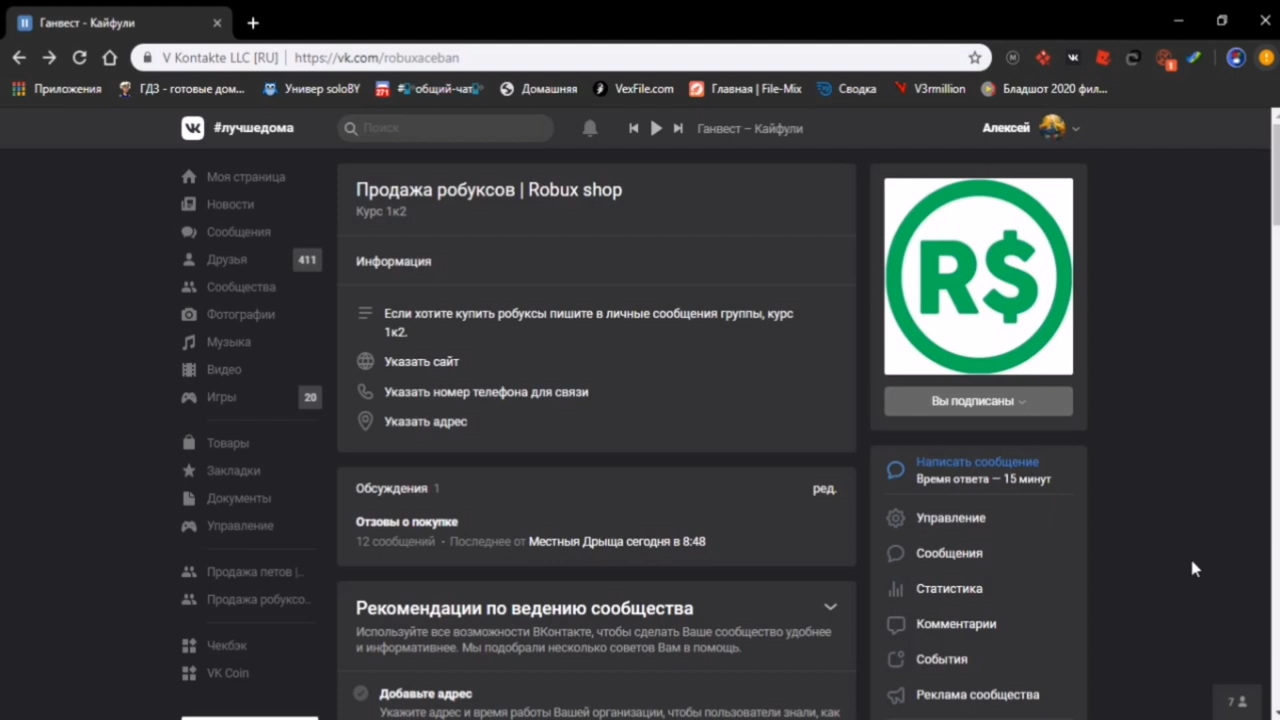 Ганвест - Кайфули
V Kontakte LLC [RU] https://vk.com/robuxaceban
Приложения ГДЗ - готовые дом... Универ soloBY общий-чат Домашняя VexFile.com Главная | File-Mix Сводка V3rmillion Бладшот 2020 фил...
#лучшедома Поиск Ганвест – Кайфули Алексей
Моя страница
Новости
Сообщения
Друзья 411
Сообщества
Фотографии
Музыка
Видео
Игры 20
Товары
Закладки
Документы
Управление
Продажа петов |..
Продажа робуксо..
Чекбэк
VK Coin
Продажа робуксов | Robux shop
Курс 1к2
Информация
Если хотите купить робуксы пишите в личные сообщения группы, курс
1к2.
Указать сайт
Указать номер телефона для связи
Указать адрес
Обсуждения 1 ред.
Отзывы о покупке
12 сообщений · Последнее от Местныя Дрыща сегодня в 8:48
Рекомендации по ведению сообщества
Используйте все возможности ВКонтакте, чтобы сделать Ваше сообщество удобнее
и информативнее. Мы подобрали несколько советов Вам в помощь.
Добавьте адрес
Укажите адрес и время работы Вашей организации, чтобы пользователи знали, как
R$
Вы подписаны
Написать сообщение
Время ответа — 15 минут
Управление
Сообщения
Статистика
Комментарии
События
Реклама сообщества
7